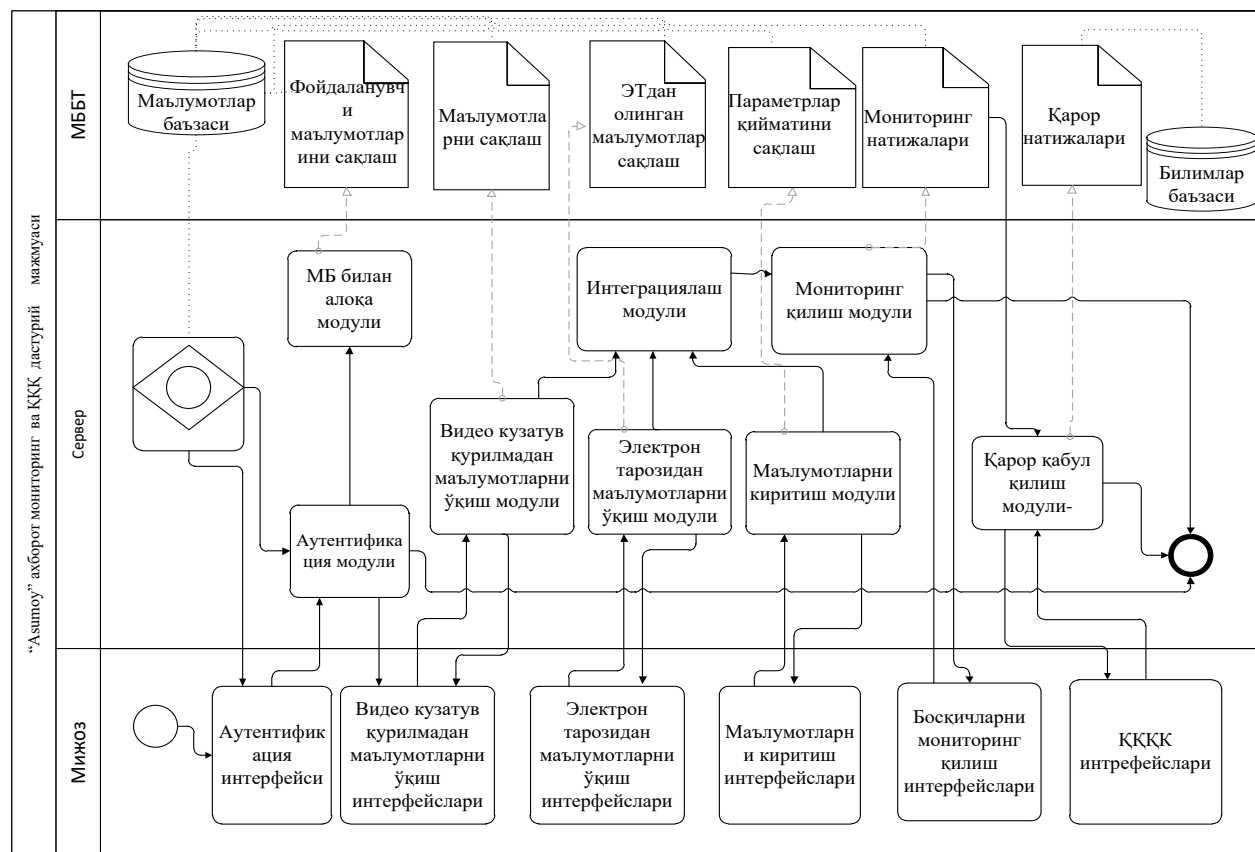 “Asumoy” ахборот мониторинг ва ҚҚҚ дастурий мажмуаси
МББТ
Маълумотлар
баъзаси
Фойдаланувч
и
маълумотлар
ини сақлаш
Маълумотла
рни сақлаш
ЭТдан
олинган
маълумотлар
сақлаш
Параметрлар
қийматини
сақлаш
Мониторинг
натижалари
Қарор
натижалари
Билимлар
баъзаси
Сервер
МБ билан
алоқа
модули
Интеграциялаш
модули
Мониторинг
қилиш модули
Видео кузатув
қурилмадан
маълумотларни
ўқиш модули
Электрон
тарозидан
маълумотларни
ўқиш модули
Маълумотларни
киритиш модули
Қарор қабул
қилиш
модули-
Аутентифика
ция модули
Мижоз
Аутентифик
ация
интерфейси
Видео кузатув
қурилмадан
маълумотларни
ўқиш
интерфейслари
Электрон
тарозидан
маълумотларни
ўқиш
интерфейслари
Маълумотларн
и киритиш
интерфейслари
Босқичларни
мониторинг
қилиш
интерфейслари
ҚҚҚК
интрефейслари